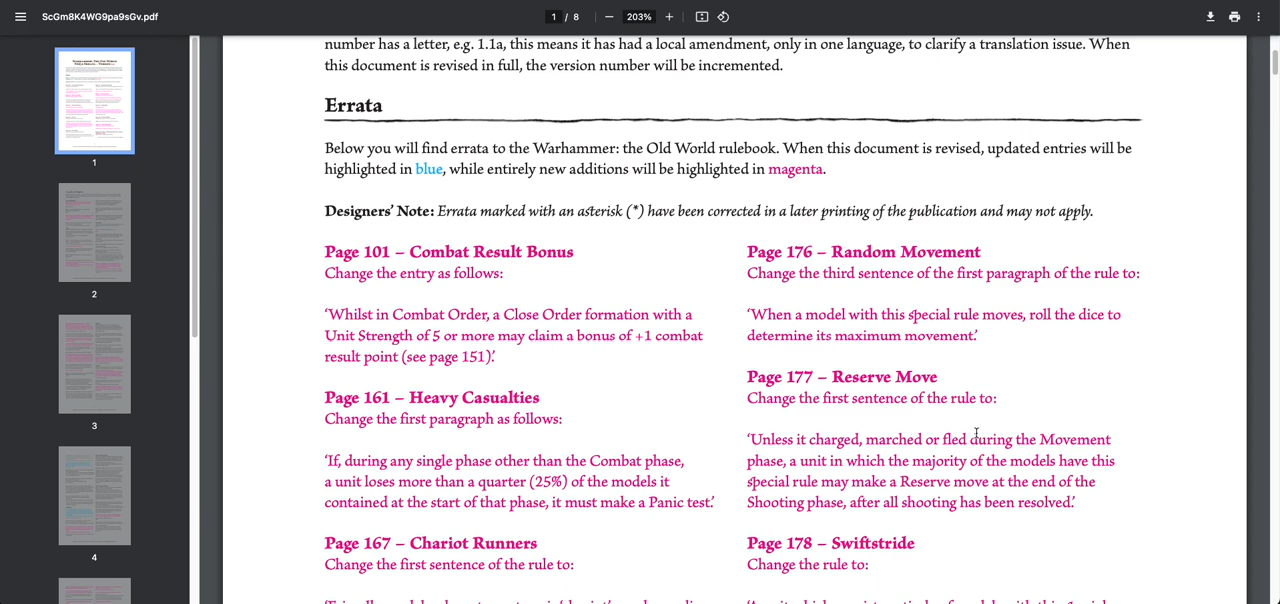 ScGm8K4WG9pa9sGv.pdf
1 / 8
203%
1
2
3
4
number has a letter, e.g. 1.1a, this means it has had a local amendment, only in one language, to clarify a translation issue. When
this document is revised in full, the version number will be incremented.
Errata
Below you will find errata to the Warhammer: the Old World rulebook. When this document is revised, updated entries will be
highlighted in blue, while entirely new additions will be highlighted in magenta.
Designers' Note: Errata marked with an asterisk (*) have been corrected in a later printing of the publication and may not apply.
Page 101 – Combat Result Bonus
Change the entry as follows:
‘Whilst in Combat Order, a Close Order formation with a
Unit Strength of 5 or more may claim a bonus of +1 combat
result point (see page 151).’
Page 161 – Heavy Casualties
Change the first paragraph as follows:
‘If, during any single phase other than the Combat phase,
a unit loses more than a quarter (25%) of the models it
contained at the start of that phase, it must make a Panic test.’
Page 167 – Chariot Runners
Change the first sentence of the rule to:
Page 176 – Random Movement
Change the third sentence of the first paragraph of the rule to:
‘When a model with this special rule moves, roll the dice to
determine its maximum movement.’
Page 177 – Reserve Move
Change the first sentence of the rule to:
‘Unless it charged, marched or fled during the Movement
phase, a unit in which the majority of the models have this
special rule may make a Reserve move at the end of the
Shooting phase, after all shooting has been resolved.’
Page 178 – Swiftstride
Change the rule to: